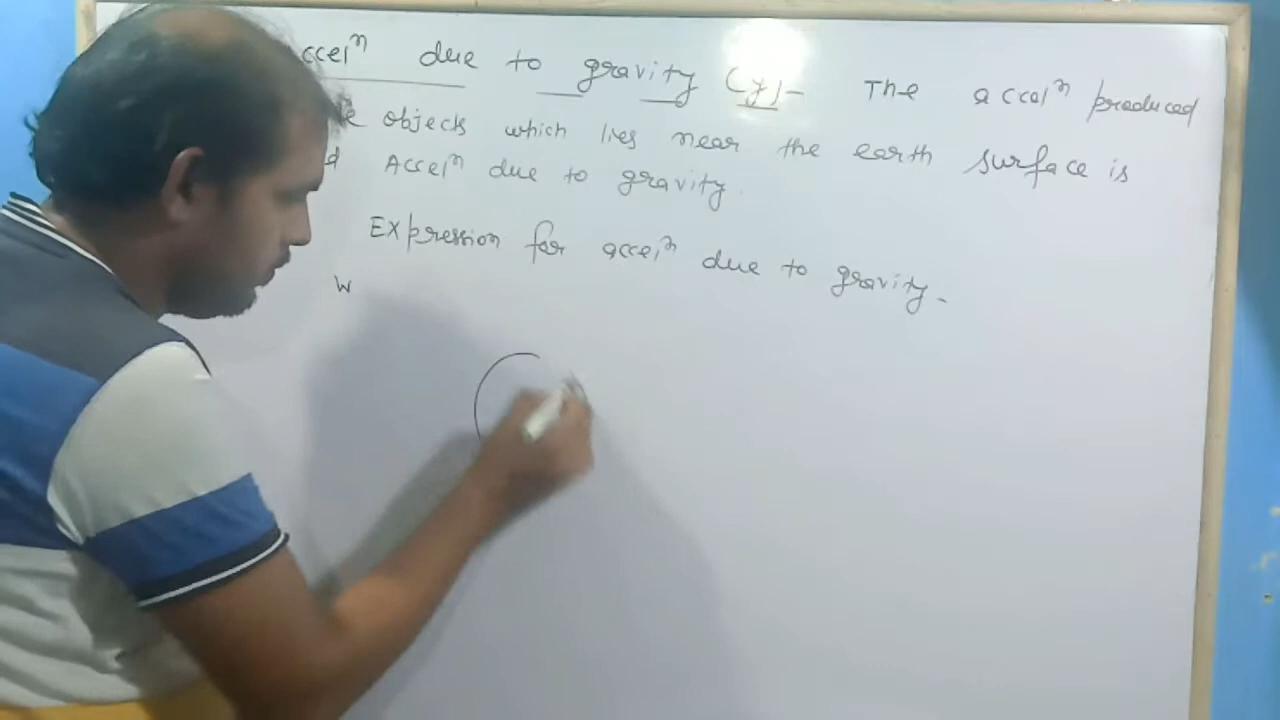 ccelⁿ due to gravity (g)- The accelⁿ produced
objects which lies near the earth surface is
d Accelⁿ due to gravity.
Expression for accelⁿ due to gravity.
W